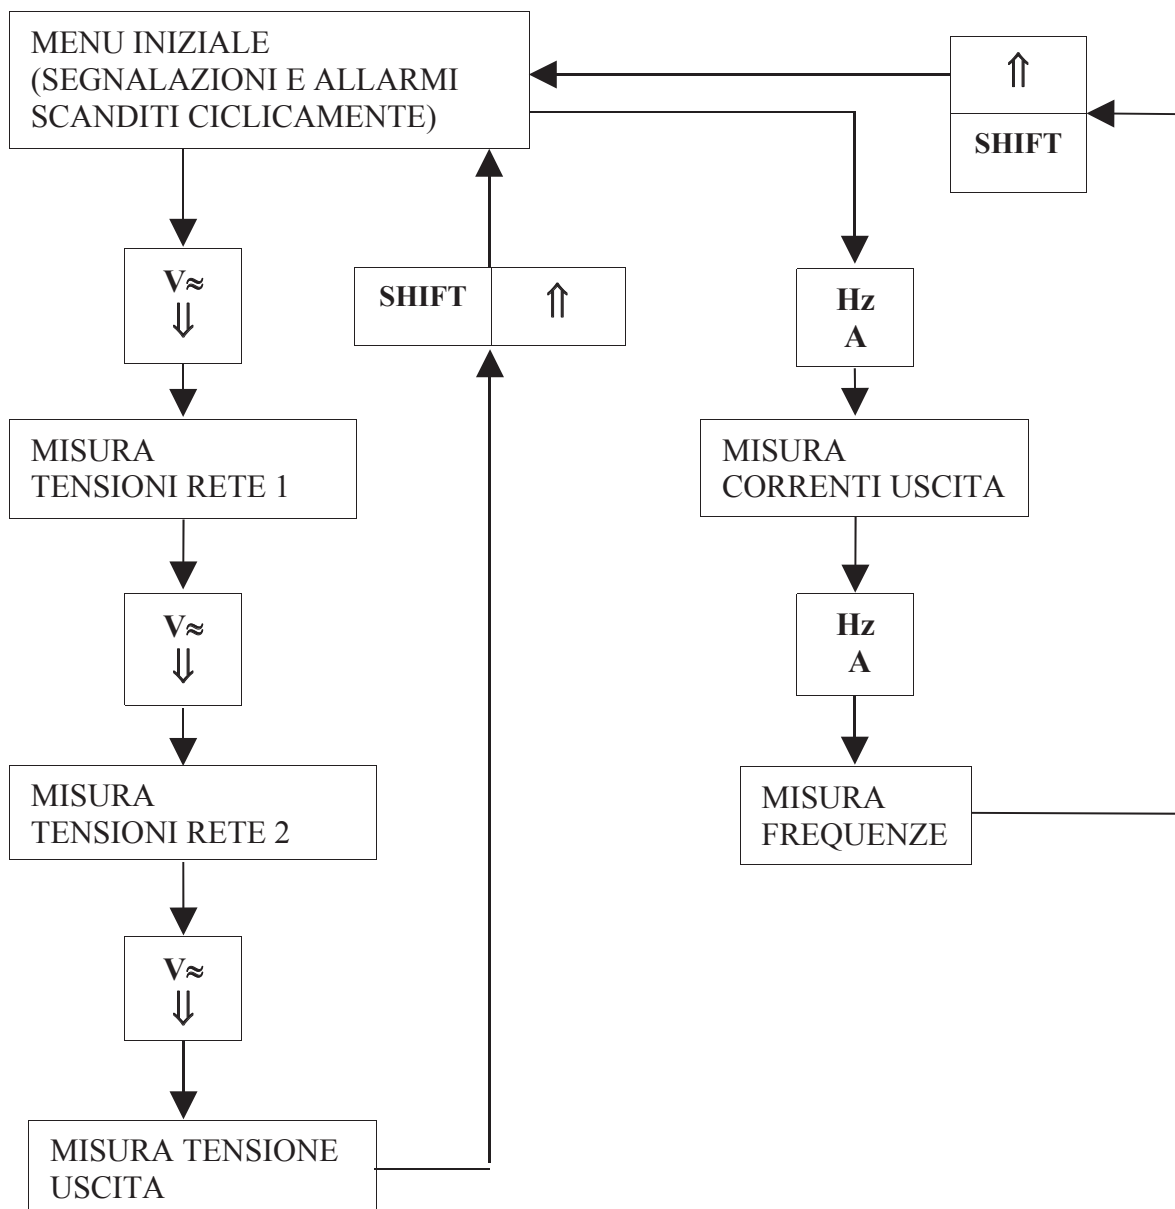 MENU INIZIALE
(SEGNALAZIONI E ALLARMI
SCANDITI CICLICAMENTE)
⇑
SHIFT
V≈
⇓
SHIFT
⇑
Hz
A
MISURA
TENSIONI RETE 1
MISURA
CORRENTI USCITA
V≈
⇓
Hz
A
MISURA
TENSIONI RETE 2
MISURA
FREQUENZE
V≈
⇓
MISURA TENSIONE
USCITA